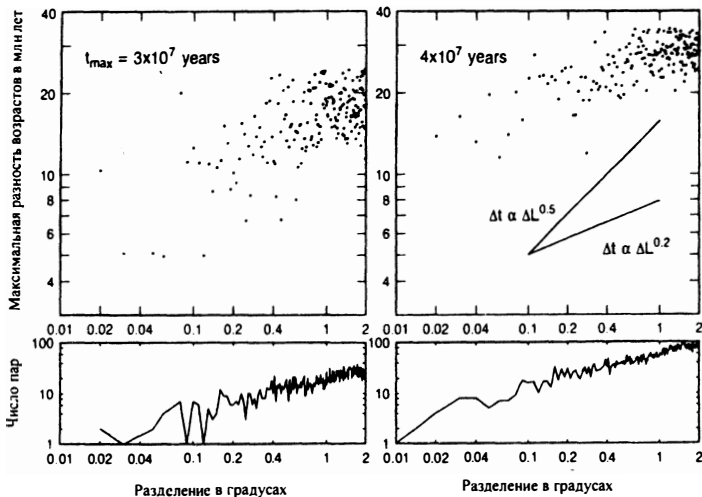 Максимальная разность возрастов в млн лет
40
20
10
8
6
4
t_max = 3x10^7 years
0.01 0.02 0.04 0.1 0.2 0.4 1 2
40
20
10
8
6
4
4x10^7 years
Δt α ΔL^0.5
Δt α ΔL^0.2
0.01 0.02 0.04 0.1 0.2 0.4 1 2
Число пар
100
10
1
0.01 0.02 0.04 0.1 0.2 0.4 1 2
Разделение в градусах
100
10
1
0.01 0.02 0.04 0.1 0.2 0.4 1 2
Разделение в градусах